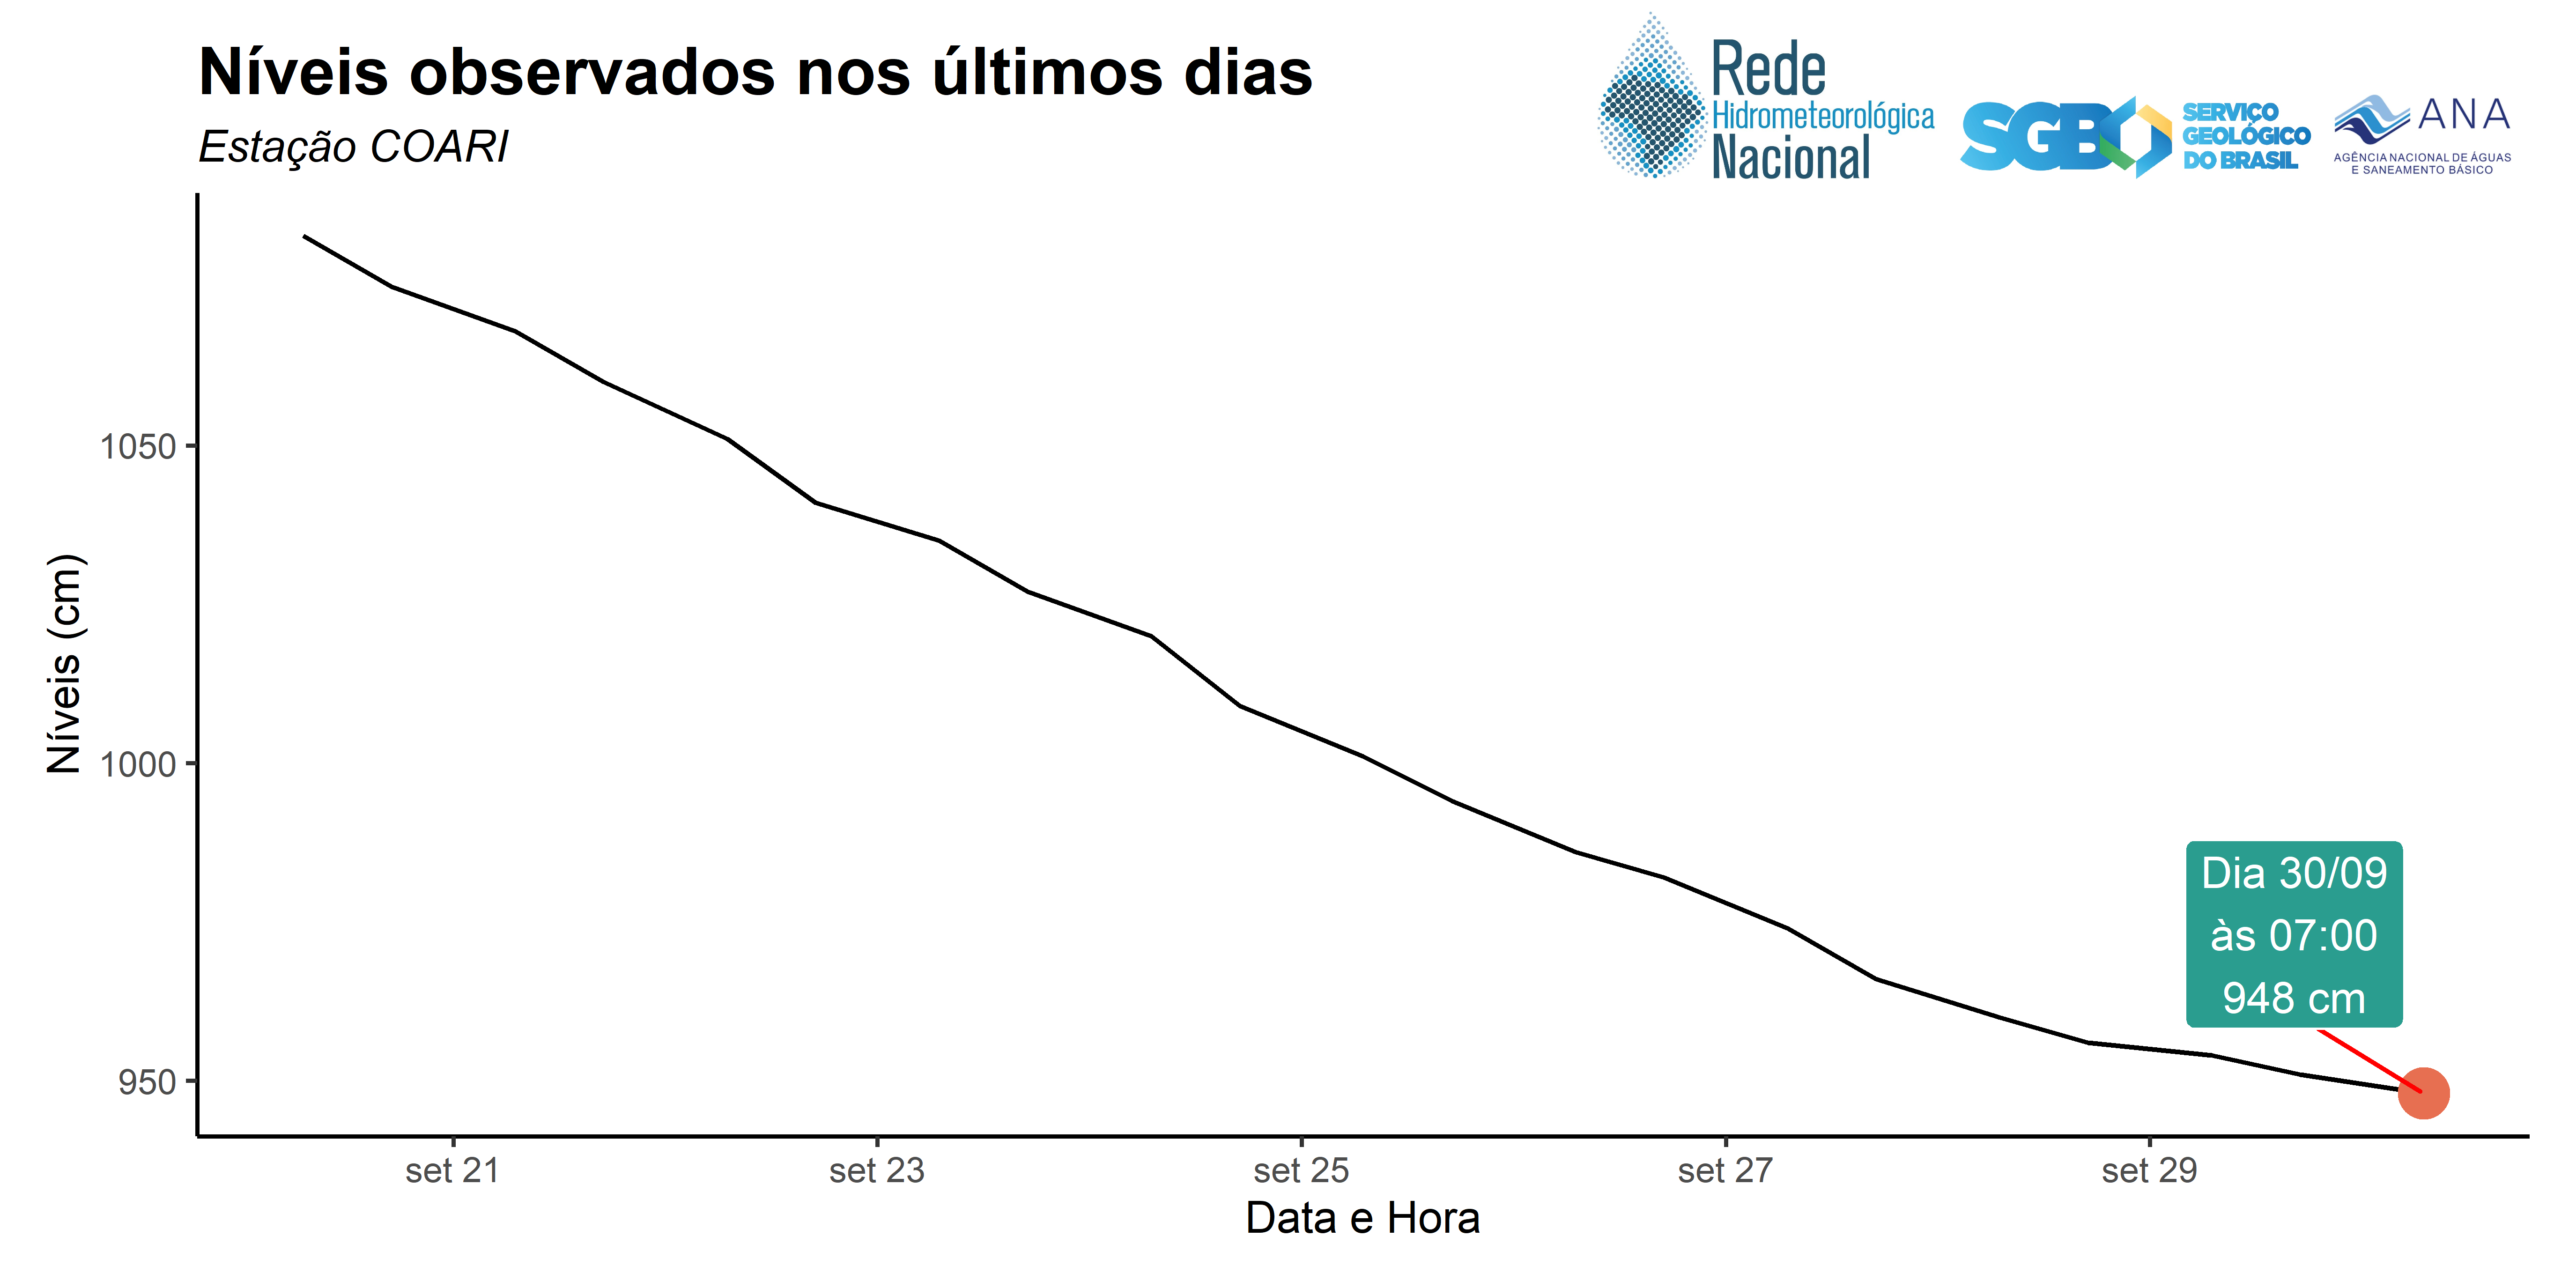 Níveis observados nos últimos dias
Estação COARI
Rede
Hidrometeorológica
Nacional
SGB
SERVIÇO
GEOLÓGICO
DO BRASIL
ANA
AGÊNCIA NACIONAL DE ÁGUAS
E SANEAMENTO BÁSICO
Níveis (cm)
1050
1000
950
Dia 30/09
às 07:00
948 cm
set 21
set 23
set 25
set 27
set 29
Data e Hora